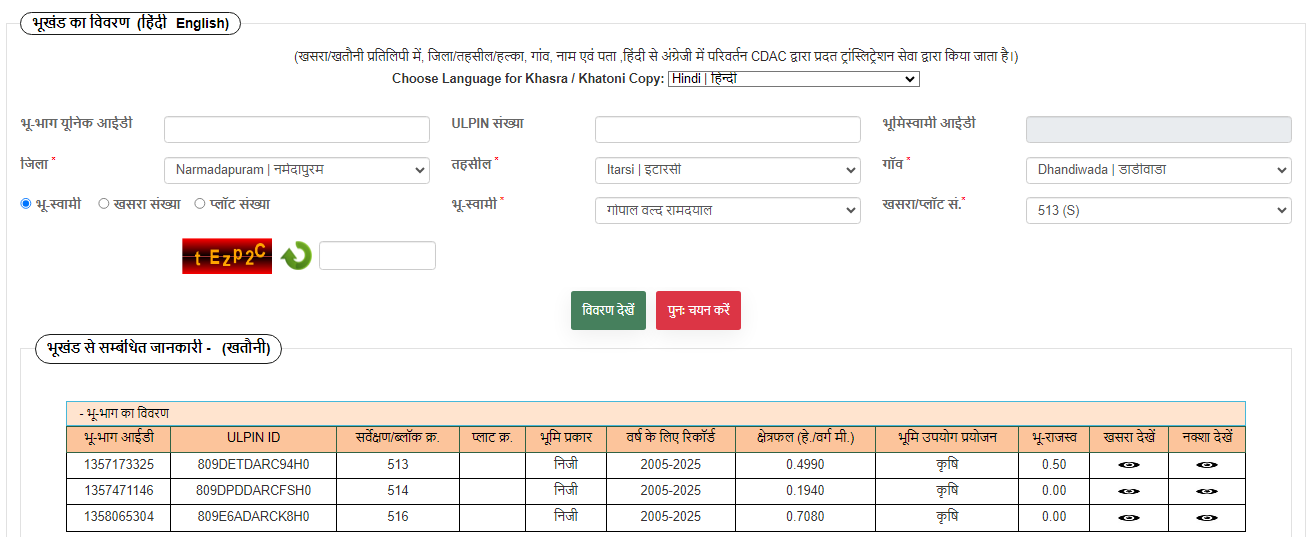 भूखंड का विवरण (हिंदी English)
(खसरा/खतौनी प्रतिलिपी में, जिला/तहसील/हल्का, गांव, नाम एवं पता ,हिंदी से अंग्रेजी में परिवर्तन CDAC द्वारा प्रदत ट्रांस्लिट्रेशन सेवा द्वारा किया जाता है।)
Choose Language for Khasra / Khatoni Copy: Hindi | हिन्दी
भू-भाग यूनिक आईडी ULPIN संख्या भूमिस्वामी आईडी
जिला * Narmadapuram | नर्मदापुरम तहसील * Itarsi | इटारसी गाँव * Dhandiwada | डांडीवाडा
भू-स्वामी खसरा संख्या प्लॉट संख्या भू-स्वामी * गोपाल वल्द रामदयाल खसरा/प्लॉट सं.* 513 (S)
t E z p 2 C
विवरण देखें पुनः चयन करें
भूखंड से सम्बंधित जानकारी - (खतौनी)
- भू-भाग का विवरण
भू-भाग आईडी ULPIN ID सर्वेक्षण/ब्लॉक क्र. प्लाट क्र. भूमि प्रकार वर्ष के लिए रिकॉर्ड क्षेत्रफल (हे./वर्ग मी.) भूमि उपयोग प्रयोजन भू-राजस्व खसरा देखें नक्शा देखें
1357173325 809DETDARC94H0 513 निजी 2005-2025 0.4990 कृषि 0.50
1357471146 809DPDDARCFSH0 514 निजी 2005-2025 0.1940 कृषि 0.00
1358065304 809E6ADARCK8H0 516 निजी 2005-2025 0.7080 कृषि 0.00